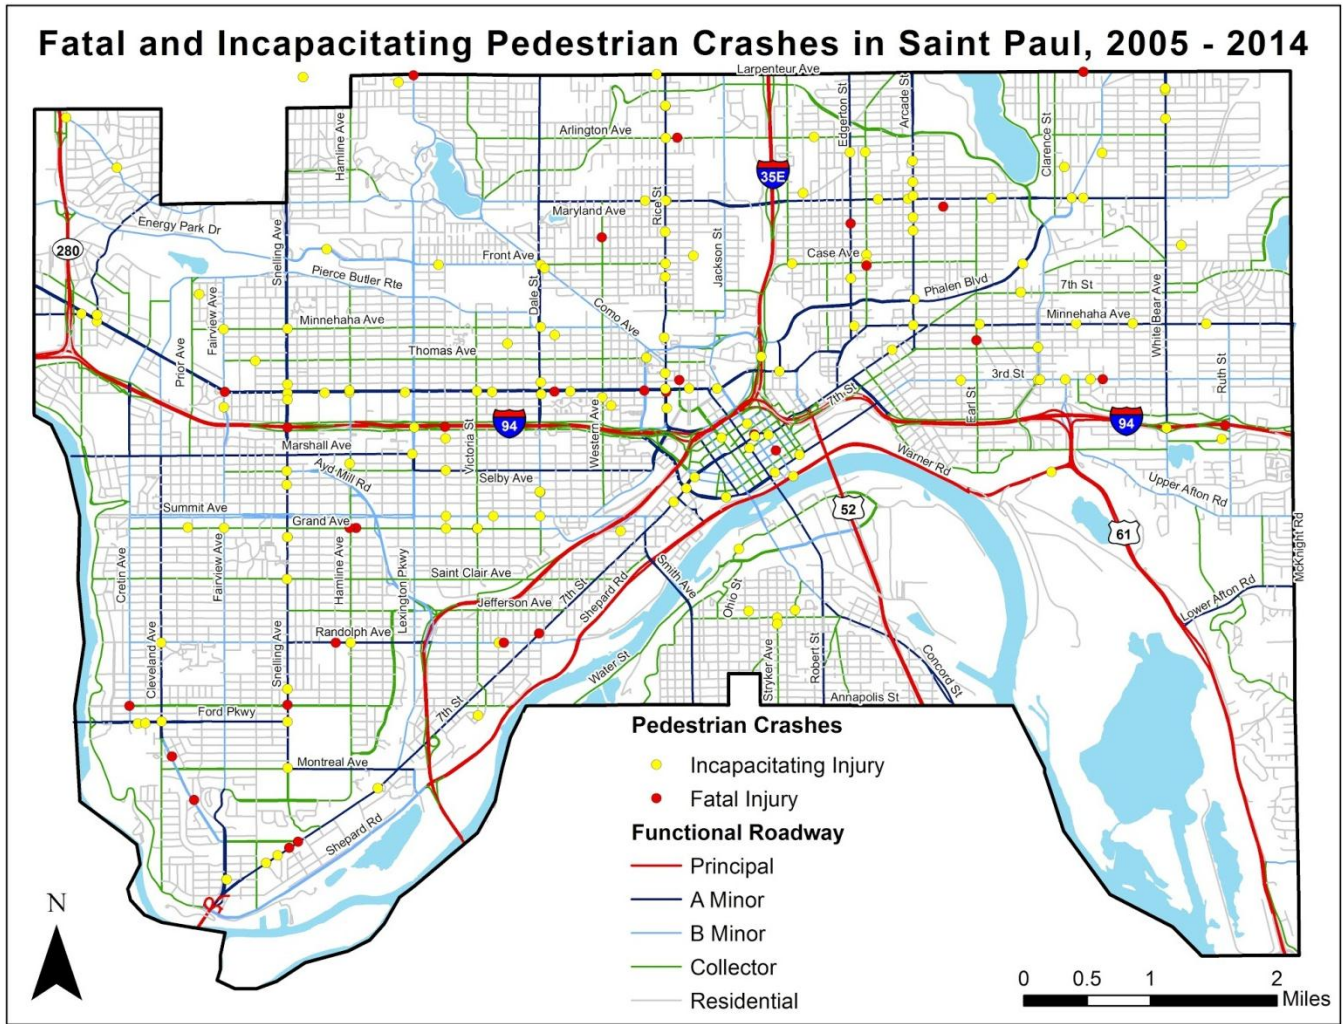 Fatal and Incapacitating Pedestrian Crashes in Saint Paul, 2005 - 2014
Larpenteur Ave
Arlington Ave
Edgerton St
Arcade St
Clarence St
Hamline Ave
35E
Maryland Ave
Rice St
Energy Park Dr
Snelling Ave
280
Front Ave
Case Ave
Jackson St
Pierce Butler Rte
Dale St
Phalen Blvd
7th St
Como Ave
Fairview Ave
Minnehaha Ave
Minnehaha Ave
White Bear Ave
Prior Ave
Thomas Ave
3rd St
Ruth St
7th St
Earl St
94
94
Western Ave
Victoria St
Marshall Ave
Warner Rd
Ayd Mill Rd
Selby Ave
Upper Afton Rd
Summit Ave
52
Grand Ave
61
McKnight Rd
Cretin Ave
Fairview Ave
Hamline Ave
Lexington Pkwy
Saint Clair Ave
Smith Ave
7th St
Shepard Rd
Ohio St
Lower Afton Rd
Jefferson Ave
Randolph Ave
Cleveland Ave
Snelling Ave
Water St
Stryker Ave
Robert St
Concord St
Annapolis St
Ford Pkwy
7th St
Montreal Ave
Shepard Rd
Pedestrian Crashes
Incapacitating Injury
Fatal Injury
Functional Roadway
Principal
A Minor
B Minor
Collector
Residential
N
0 0.5 1 2
Miles